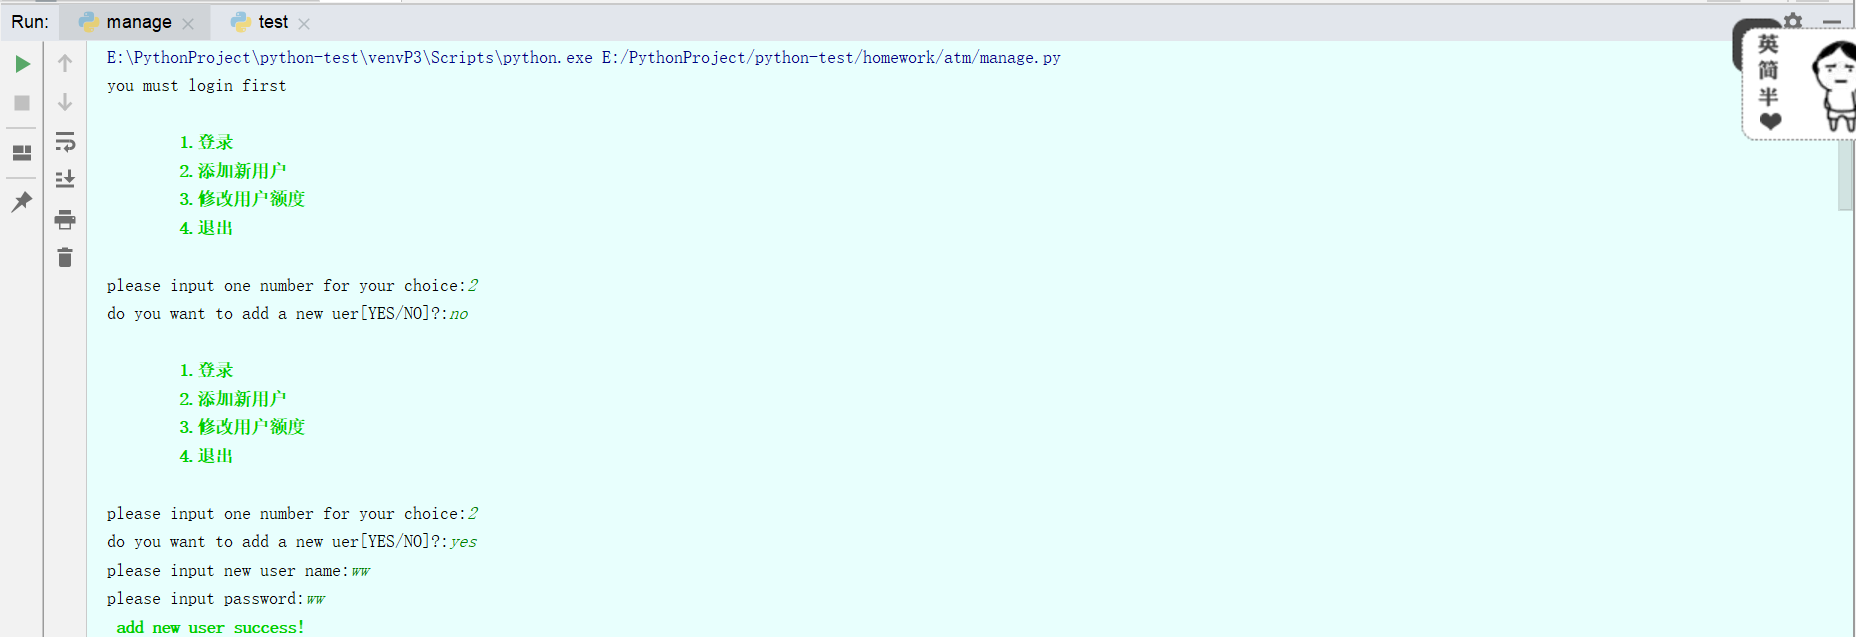 Run: manage test
E:\PythonProject\python-test\venvP3\Scripts\python.exe E:/PythonProject/python-test/homework/atm/manage.py
you must login first
1.登录
2.添加新用户
3.修改用户额度
4.退出
please input one number for your choice:2
do you want to add a new uer[YES/NO]?:no
1.登录
2.添加新用户
3.修改用户额度
4.退出
please input one number for your choice:2
do you want to add a new uer[YES/NO]?:yes
please input new user name:ww
please input password:ww
add new user success!
英
简
半